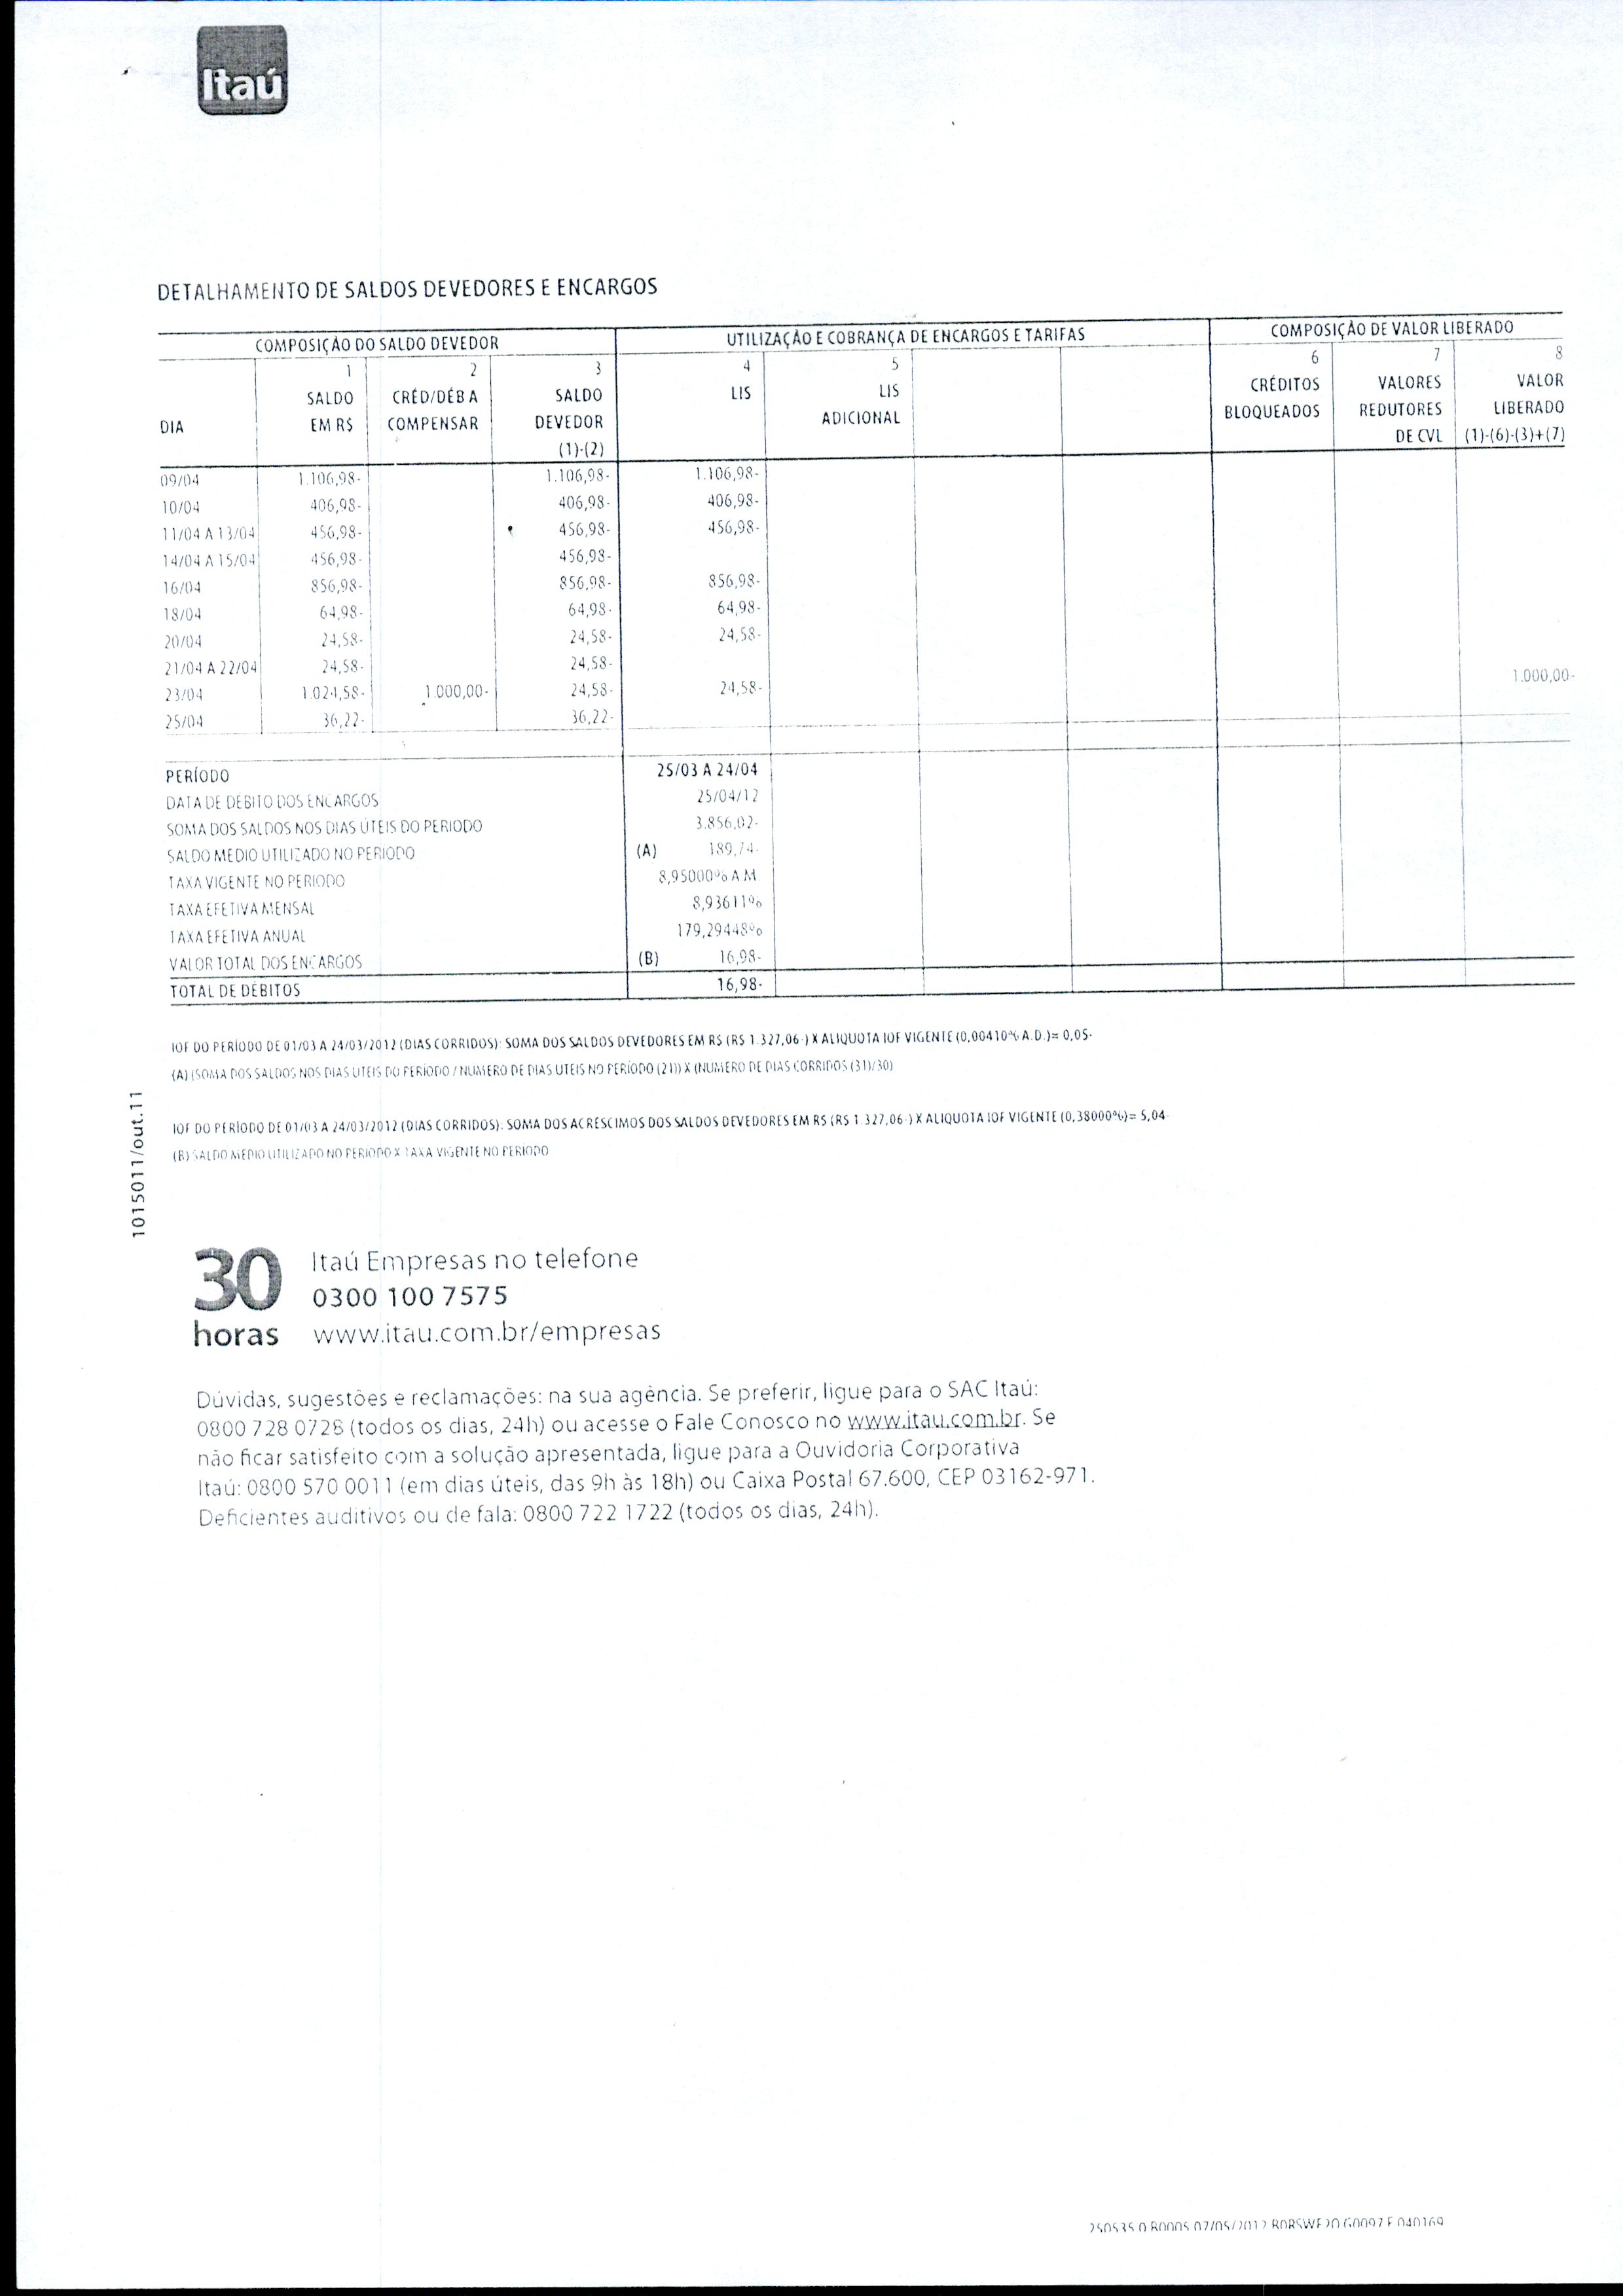 Itaú
DETALHAMENTO DE SALDOS DEVEDORES E ENCARGOS
COMPOSIÇÃO DO SALDO DEVEDOR UTILIZAÇÃO E COBRANÇA DE ENCARGOS E TARIFAS COMPOSIÇÃO DE VALOR LIBERADO
1 2 3 4 5 6 7 8
SALDO CRÉD/DÉB A SALDO LIS LIS CRÉDITOS VALORES VALOR
DIA EM R$ COMPENSAR DEVEDOR ADICIONAL BLOQUEADOS REDUTORES LIBERADO
(1)-(2) DE CVL (1)-(6)-(3)+(7)
09/04 1.106,98- 1.106,98- 1.106,98-
10/04 406,98- 406,98- 406,98-
11/04 A 13/04 456,98- 456,98- 456,98-
14/04 A 15/04 456,98- 456,98-
16/04 856,98- 856,98- 856,98-
18/04 64,98- 64,98- 64,98-
20/04 24,58- 24,58- 24,58-
21/04 A 22/04 24,58- 24,58-
23/04 1.024,58- 1.000,00- 24,58- 24,58- 1.000,00-
25/04 36,22- 36,22-
PERÍODO 25/03 A 24/04
DATA DE DÉBITO DOS ENCARGOS 25/04/12
SOMA DOS SALDOS NOS DIAS ÚTEIS DO PERÍODO 3.856,02-
SALDO MÉDIO UTILIZADO NO PERÍODO (A) 189,74-
TAXA VIGENTE NO PERÍODO 8,95000% A.M.
TAXA EFETIVA MENSAL 8,93611%
TAXA EFETIVA ANUAL 179,29448%
VALOR TOTAL DOS ENCARGOS (B) 16,98-
TOTAL DE DÉBITOS 16,98-
IOF DO PERÍODO DE 01/03 A 24/03/2012 (DIAS CORRIDOS): SOMA DOS SALDOS DEVEDORES EM R$ (R$ 1.327,06-) X ALIQUOTA IOF VIGENTE (0,00410% A.D.)= 0,05-
(A) (SOMA DOS SALDOS NOS DIAS UTEIS DO PERÍODO / NUMERO DE DIAS UTEIS NO PERÍODO (21)) X (NUMERO DE DIAS CORRIDOS (31)/30)
IOF DO PERÍODO DE 01/03 A 24/03/2012 (DIAS CORRIDOS): SOMA DOS ACRESCIMOS DOS SALDOS DEVEDORES EM R$ (R$ 1.327,06-) X ALIQUOTA IOF VIGENTE (0,38000%)= 5,04-
(B) SALDO MÉDIO UTILIZADO NO PERÍODO X TAXA VIGENTE NO PERÍODO
1015011/out.11
30 horas
Itaú Empresas no telefone
0300 100 7575
www.itau.com.br/empresas
Dúvidas, sugestões e reclamações: na sua agência. Se preferir, ligue para o SAC Itaú:
0800 728 0728 (todos os dias, 24h) ou acesse o Fale Conosco no www.itau.com.br. Se
não ficar satisfeito com a solução apresentada, ligue para a Ouvidoria Corporativa
Itaú: 0800 570 0011 (em dias úteis, das 9h às 18h) ou Caixa Postal 67.600, CEP 03162-971.
Deficientes auditivos ou de fala: 0800 722 1722 (todos os dias, 24h).
250535 0 B0005 07/05/2012 G0097 F 040169